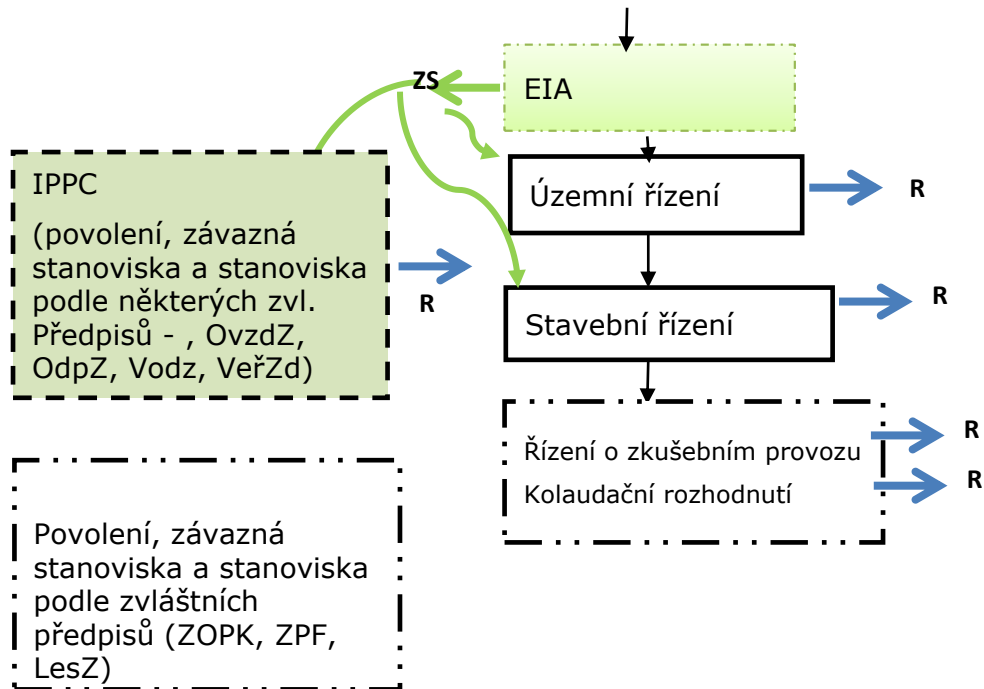 ZS
EIA
IPPC
(povolení, závazná
stanoviska a stanoviska
podle některých zvl.
Předpisů - , OvzdZ,
OdpZ, Vodz, VeřZd)
R
Územní řízení
R
Stavební řízení
R
Řízení o zkušebním provozu
R
Kolaudační rozhodnutí
R
Povolení, závazná
stanoviska a stanoviska
podle zvláštních
předpisů (ZOPK, ZPF,
LesZ)